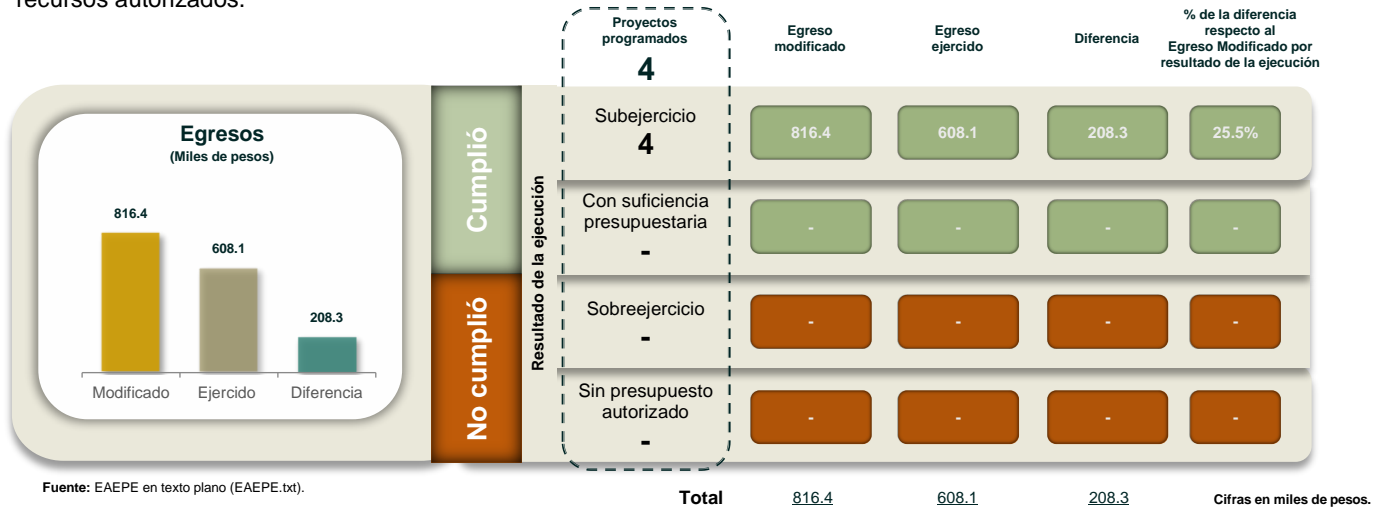 recursos autorizados.
Proyectos
programados
4
Egreso
modificado
Egreso
ejercido
Diferencia
% de la diferencia
respecto al
Egreso Modificado por
resultado de la ejecución
Egresos
(Miles de pesos)
816.4
608.1
208.3
Modificado
Ejercido
Diferencia
Cumplió
No cumplió
Resultado de la ejecución
Subejercicio
4
816.4
608.1
208.3
25.5%
Con suficiencia
presupuestaria
-
-
-
-
-
Sobreejercicio
-
-
-
-
-
Sin presupuesto
autorizado
-
-
-
-
-
Fuente: EAEPE en texto plano (EAEPE.txt).
Total
816.4
608.1
208.3
Cifras en miles de pesos.